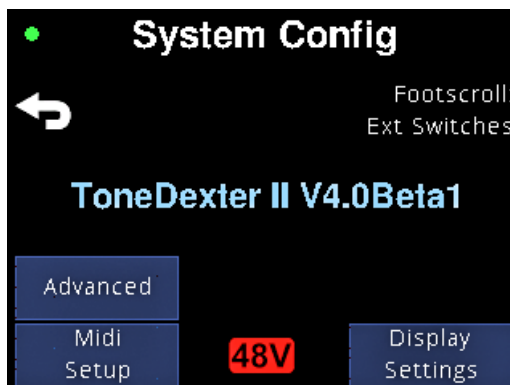 System Config
Footscroll:
Ext Switches
ToneDexter II V4.0Beta1
Advanced
Midi
Setup
48V
Display
Settings